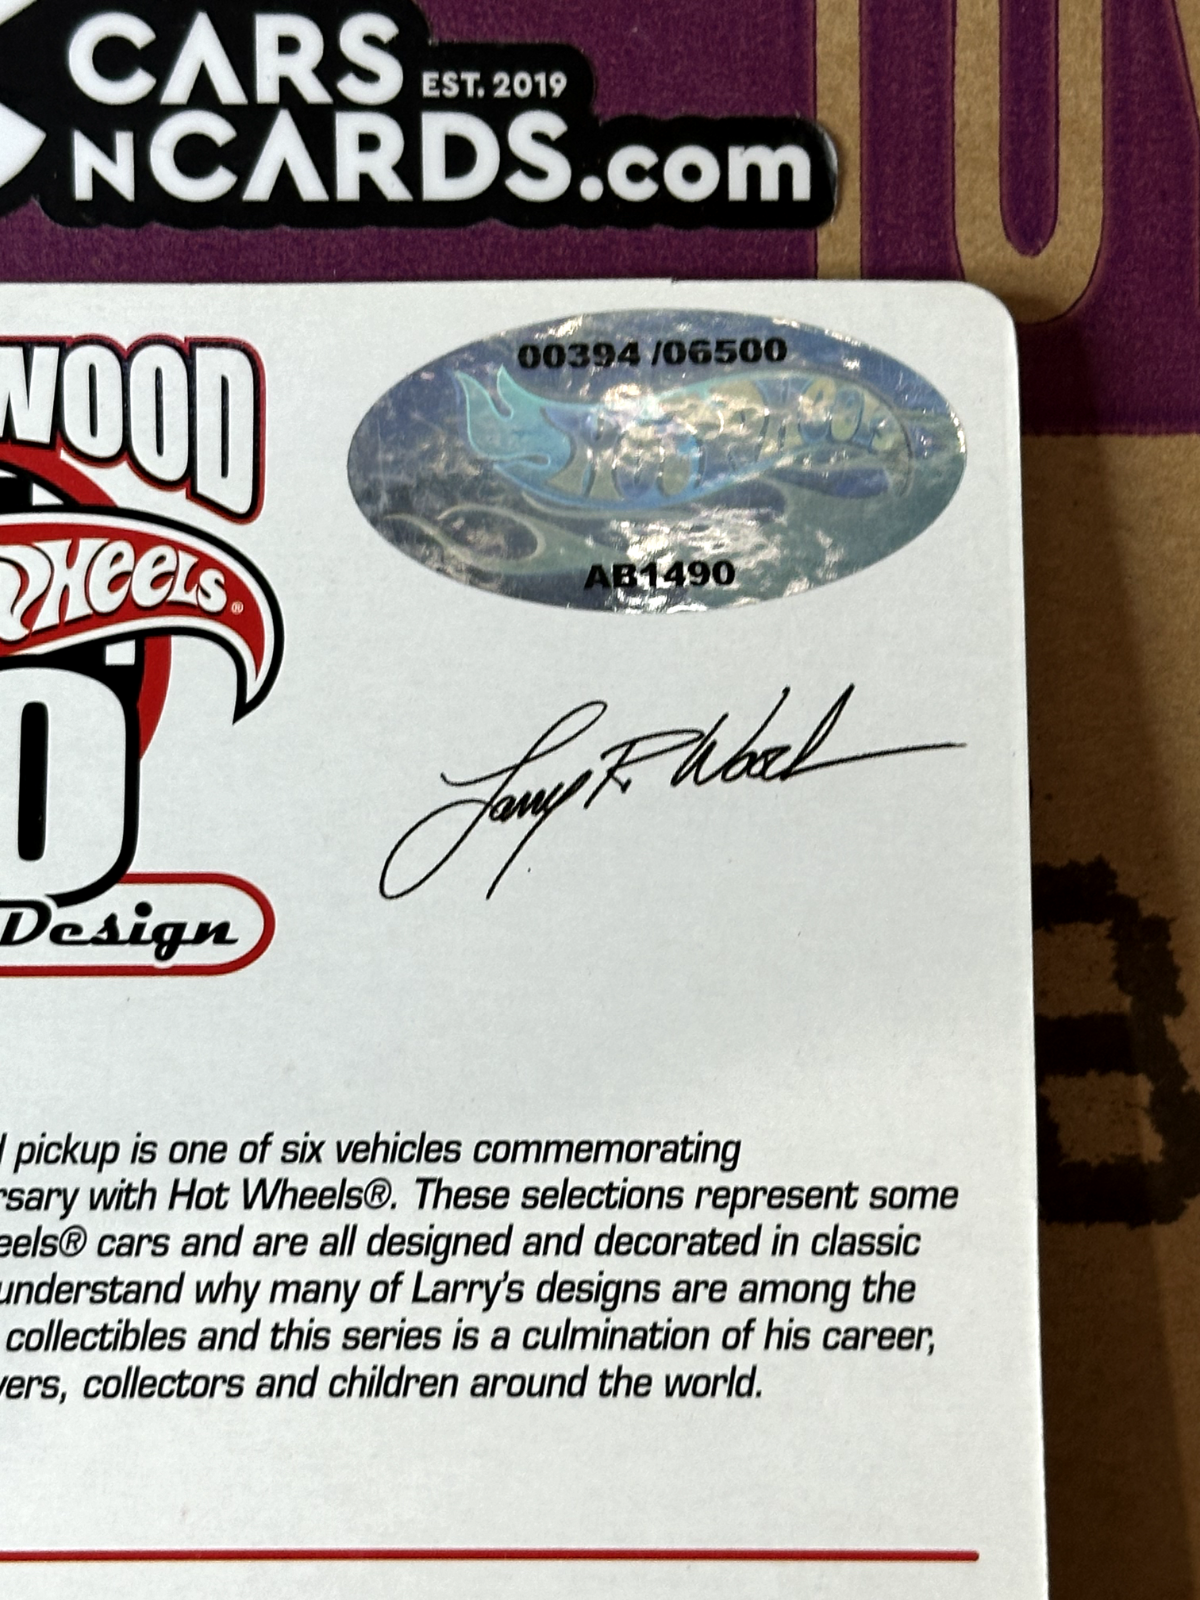 CARS EST. 2019
NCARDS.com
WOOD
00394 /06500
Wheels®
AB1490
Larry R. Wood
Design
pickup is one of six vehicles commemorating
rsary with Hot Wheels®. These selections represent some
eels® cars and are all designed and decorated in classic
understand why many of Larry's designs are among the
collectibles and this series is a culmination of his career,
vers, collectors and children around the world.